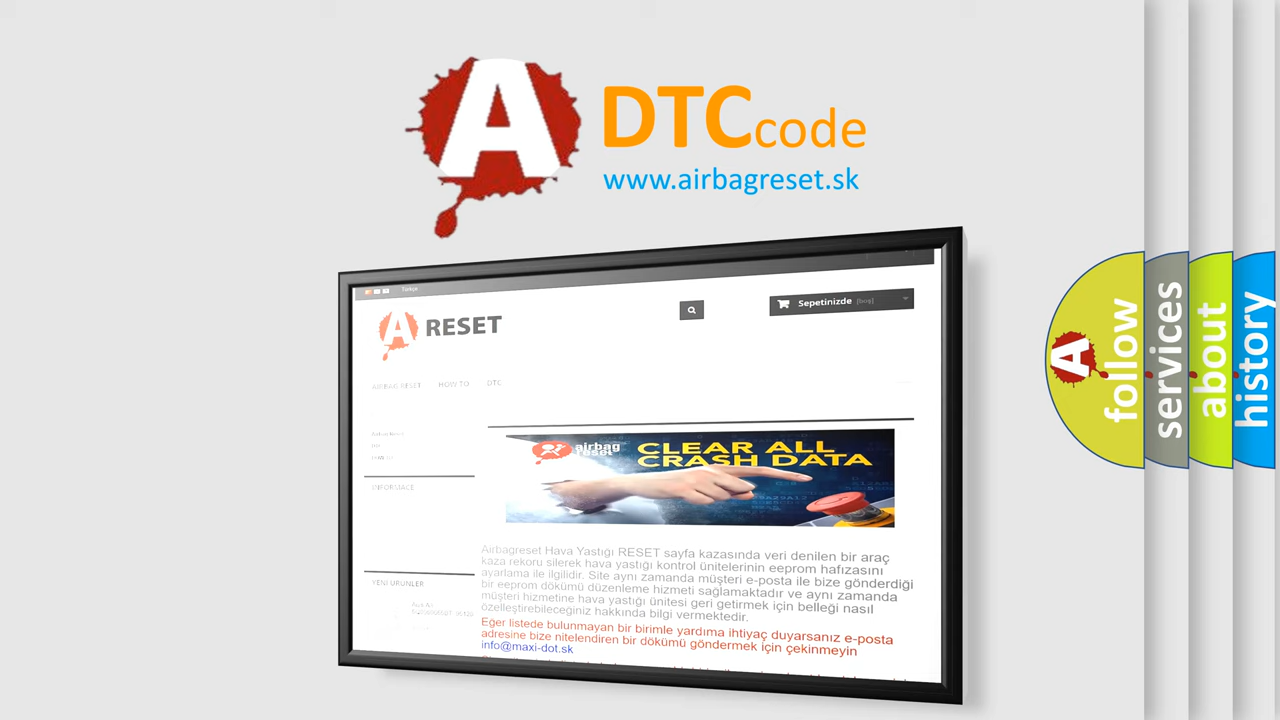 A DTC code
www.airbagreset.sk
Türkçe
A RESET
Sepetinizde
AIRBAG RESET HOW TO DTC
airbag
reset
CLEAR ALL
CRASH DATA
INFORMACE
Airbagreset Hava Yastığı RESET sayfa kazasında veri denilen bir araç
kaza rekoru silerek hava yastığı kontrol ünitelerinin eeprom hafızasını
ayarlama ile ilgilidir. Site aynı zamanda müşteri e-posta ile bize gönderdiği
bir eeprom dökümü düzenleme hizmeti sağlamaktadır ve aynı zamanda
müşteri hizmetine hava yastığı ünitesi geri getirmek için belleği nasıl
özelleştirebileceğiniz hakkında bilgi vermektedir.
Eğer listede bulunmayan bir birimle yardıma ihtiyaç duyarsanız e-posta
adresine bize nitelendiren bir dökümü göndermek için çekinmeyin
info@maxi-dot.sk
YENI ÜRÜNLER
A
follow
services
about
history